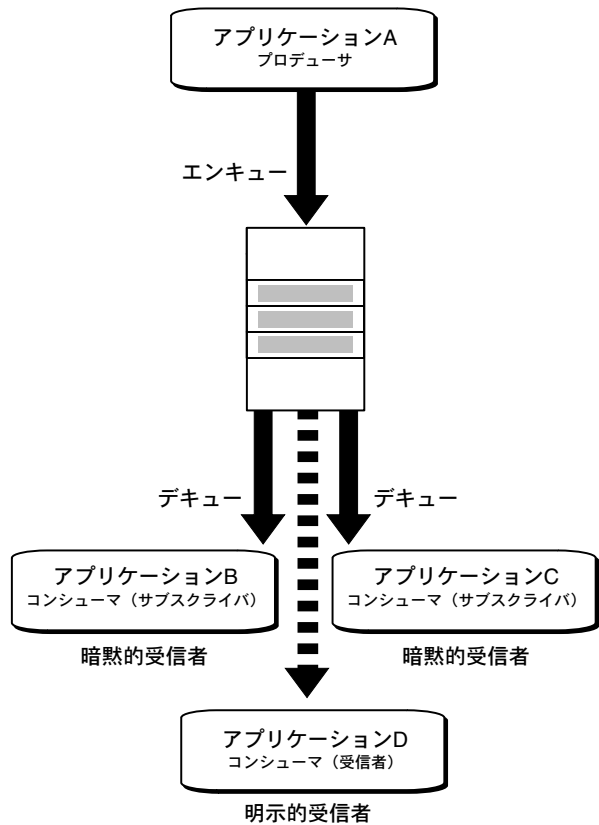 アプリケーションA
プロデューサ
エンキュー
デキュー
デキュー
アプリケーションB
コンシューマ（サブスクライバ）
暗黙的受信者
アプリケーションC
コンシューマ（サブスクライバ）
暗黙的受信者
アプリケーションD
コンシューマ（受信者）
明示的受信者